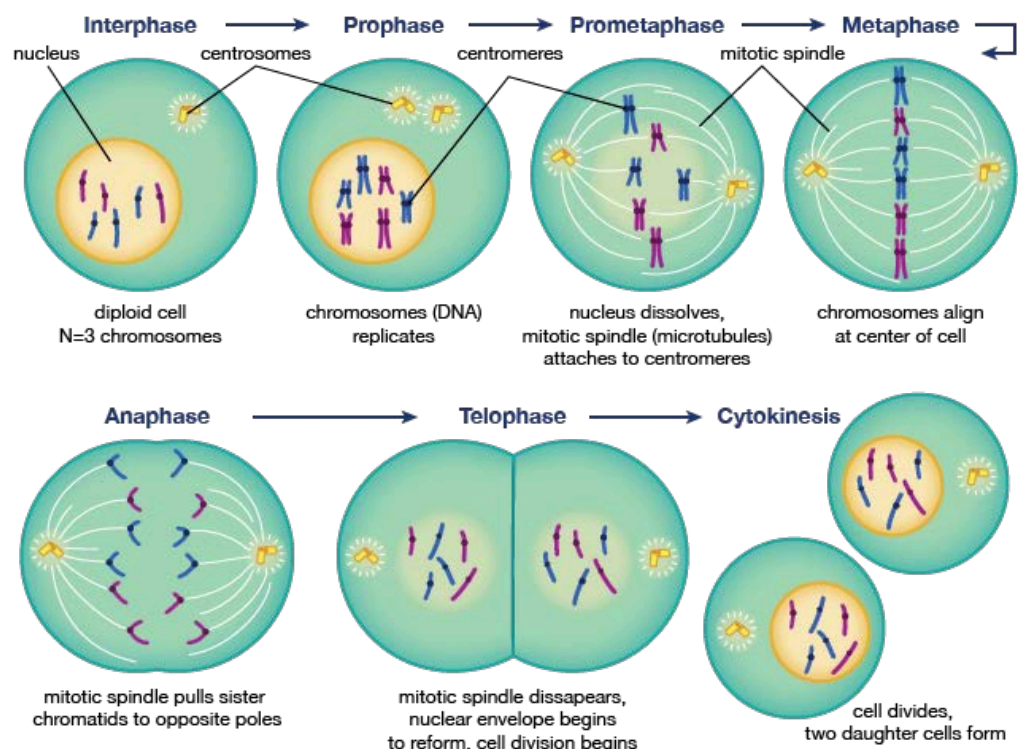 Interphase
Prophase
Prometaphase
Metaphase
nucleus
centrosomes
centromeres
mitotic spindle
diploid cell
N=3 chromosomes
chromosomes (DNA)
replicates
nucleus dissolves,
mitotic spindle (microtubules)
attaches to centromeres
chromosomes align
at center of cell
Anaphase
Telophase
Cytokinesis
mitotic spindle pulls sister
chromatids to opposite poles
mitotic spindle dissapears,
nuclear envelope begins
to reform, cell division begins
cell divides,
two daughter cells form